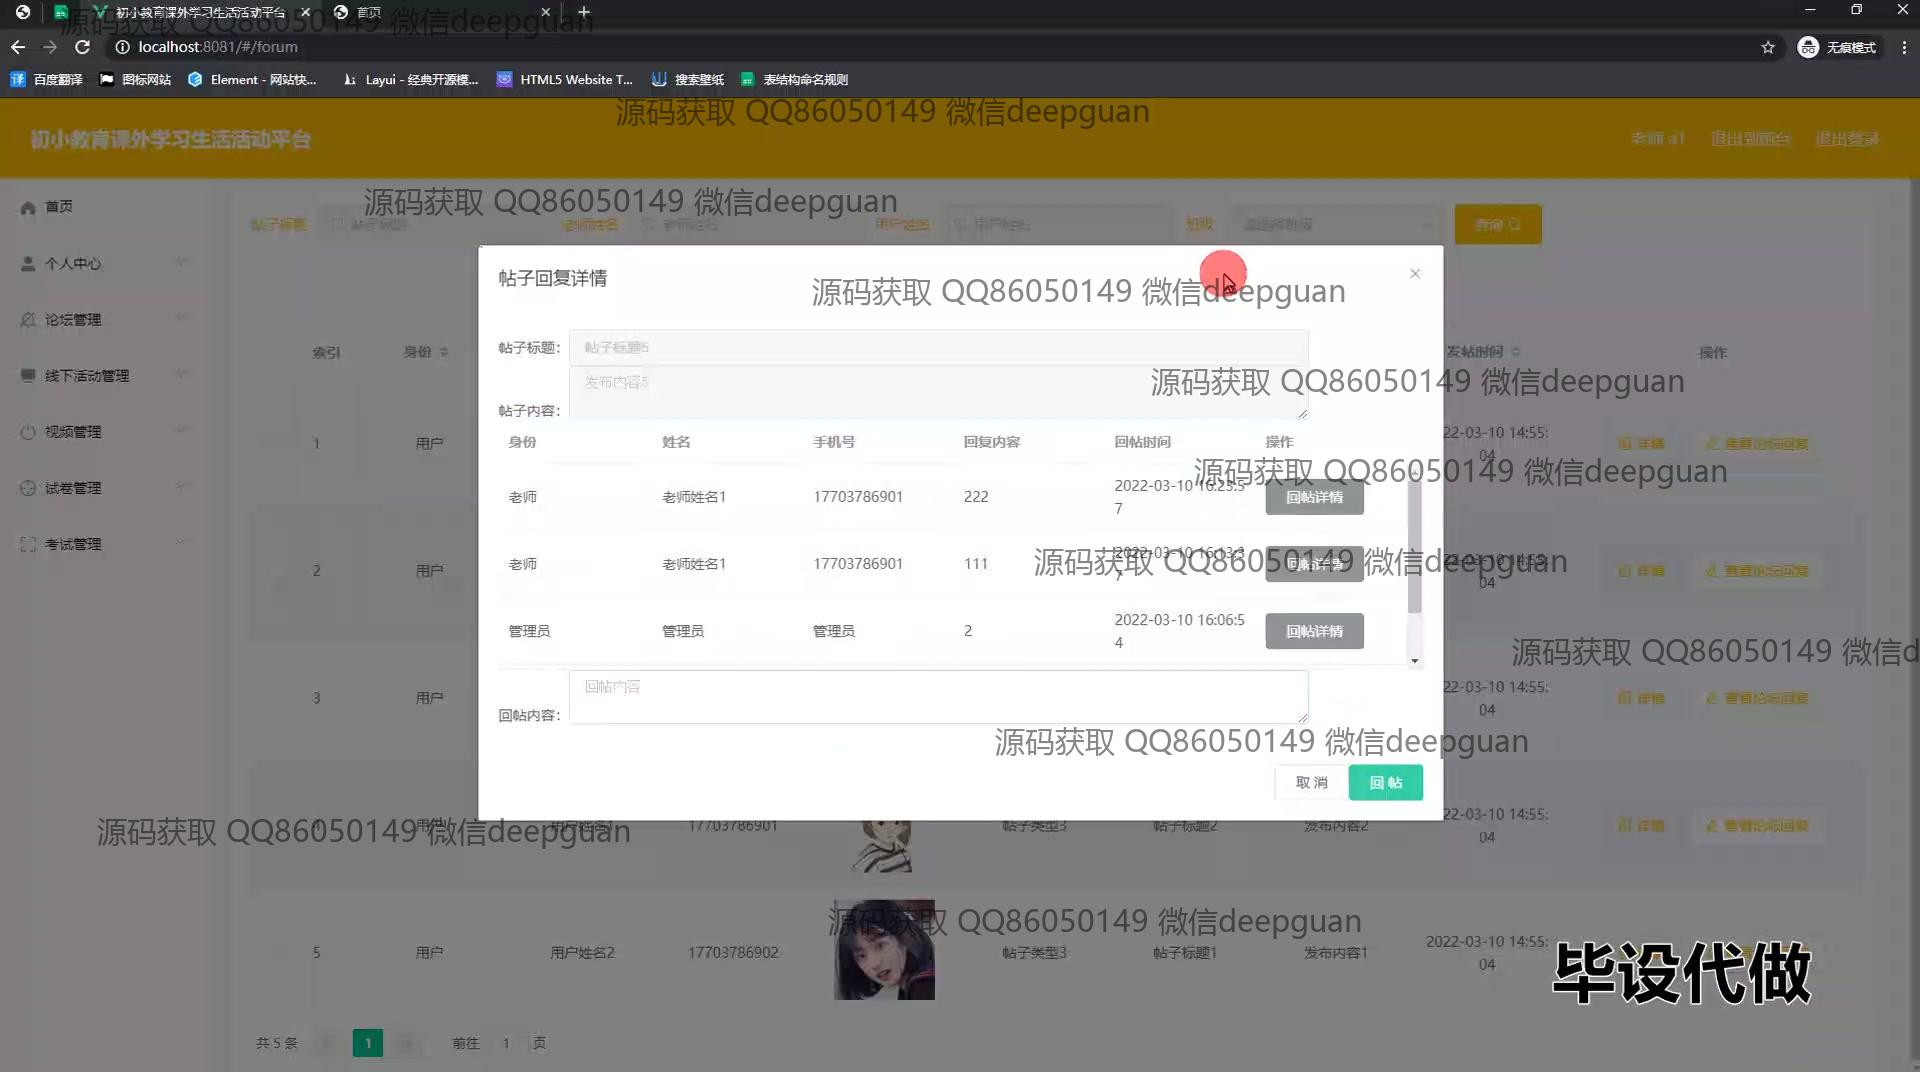 初小教育课外学习生活活动平台
首页
localhost:8081/#/forum
无痕模式
百度翻译
图标网站
Element - 网站快...
Layui - 经典开源模...
HTML5 Website T...
搜索壁纸
表结构命名规则
源码获取 QQ86050149 微信deepguan
源码获取 QQ86050149 微信deepguan
初小教育课外学习生活活动平台
老师 a1
退出到前台
退出登录
源码获取 QQ86050149 微信deepguan
首页
个人中心
论坛管理
线下活动管理
视频管理
试卷管理
考试管理
帖子标题
帖子标题
老师姓名
老师姓名
用户姓名
用户姓名
班级
查询
索引
身份
发帖时间
操作
帖子回复详情
源码获取 QQ86050149 微信deepguan
帖子标题:
帖子标题5
帖子内容:
发布内容5
源码获取 QQ86050149 微信deepguan
身份 姓名 手机号 回复内容 回帖时间 操作
源码获取 QQ86050149 微信deepguan
老师 老师姓名1 17703786901 222 2022-03-10 16:23:5
7
回帖详情
老师 老师姓名1 17703786901 111 2022-03-10 16:13:3
7
回帖详情
源码获取 QQ86050149 微信deepguan
管理员 管理员 管理员 2 2022-03-10 16:06:5
4
回帖详情
回帖内容:
回帖内容
取 消
回 帖
源码获取 QQ86050149 微信d
源码获取 QQ86050149 微信deepguan
1 用户 22-03-10 14:55:
04
详情 查看论坛回复
2 用户 22-03-10 14:55:
04
详情 查看论坛回复
3 用户 22-03-10 14:55:
04
详情 查看论坛回复
源码获取 QQ86050149 微信deepguan
4 用户 用户姓名1 17703786901 帖子类型3 帖子标题2 发布内容2 22-03-10 14:55:
04
详情 查看论坛回复
源码获取 QQ86050149 微信deepguan
5 用户 用户姓名2 17703786902 帖子类型3 帖子标题1 发布内容1 2022-03-10 14:55:
04
毕设代做
共 5 条
1
前往 1 页